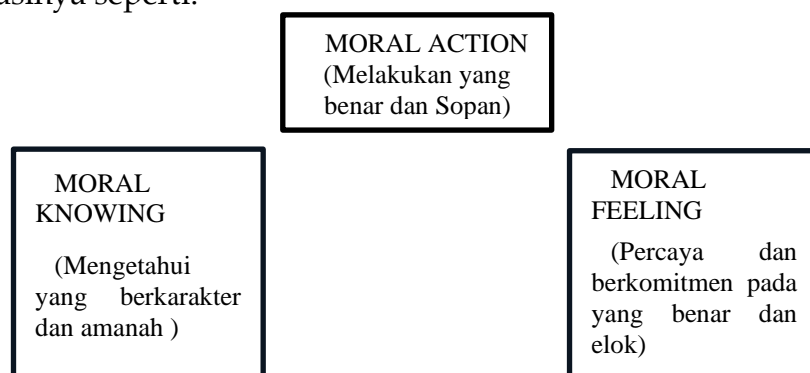 seperti:
MORAL ACTION
(Melakukan yang
benar dan Sopan)
MORAL
KNOWING
(Mengetahui
yang berkarakter
dan amanah )
MORAL
FEELING
(Percaya dan
berkomitmen pada
yang benar dan
elok)